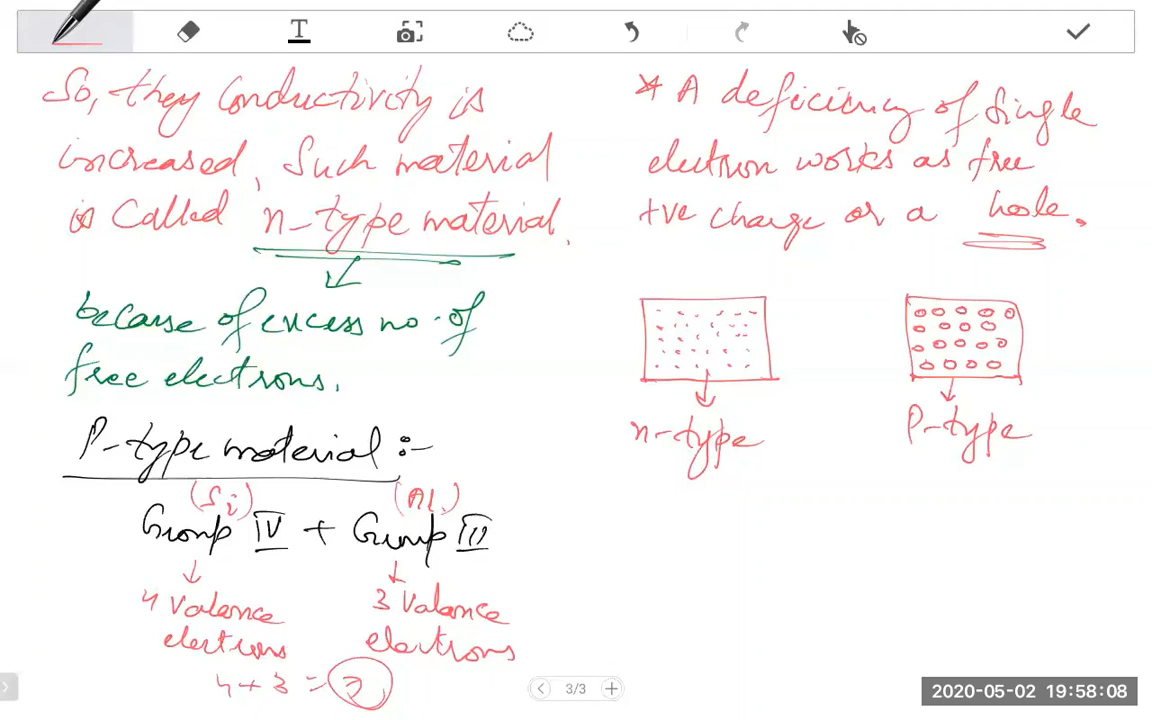 So, they Conductivity is
increased, Such material
is Called n-type material.
because of excess no. of
free electrons.
P-type material :-
(Si) (Al)
Group IV + Group III
4 Valance electrons
3 Valance electrons
4 + 3 = 7
* A deficiency of Single
electron works as free
+ve charge or a hole.
n-type
P-type
T
3/3
2020-05-02 19:58:08